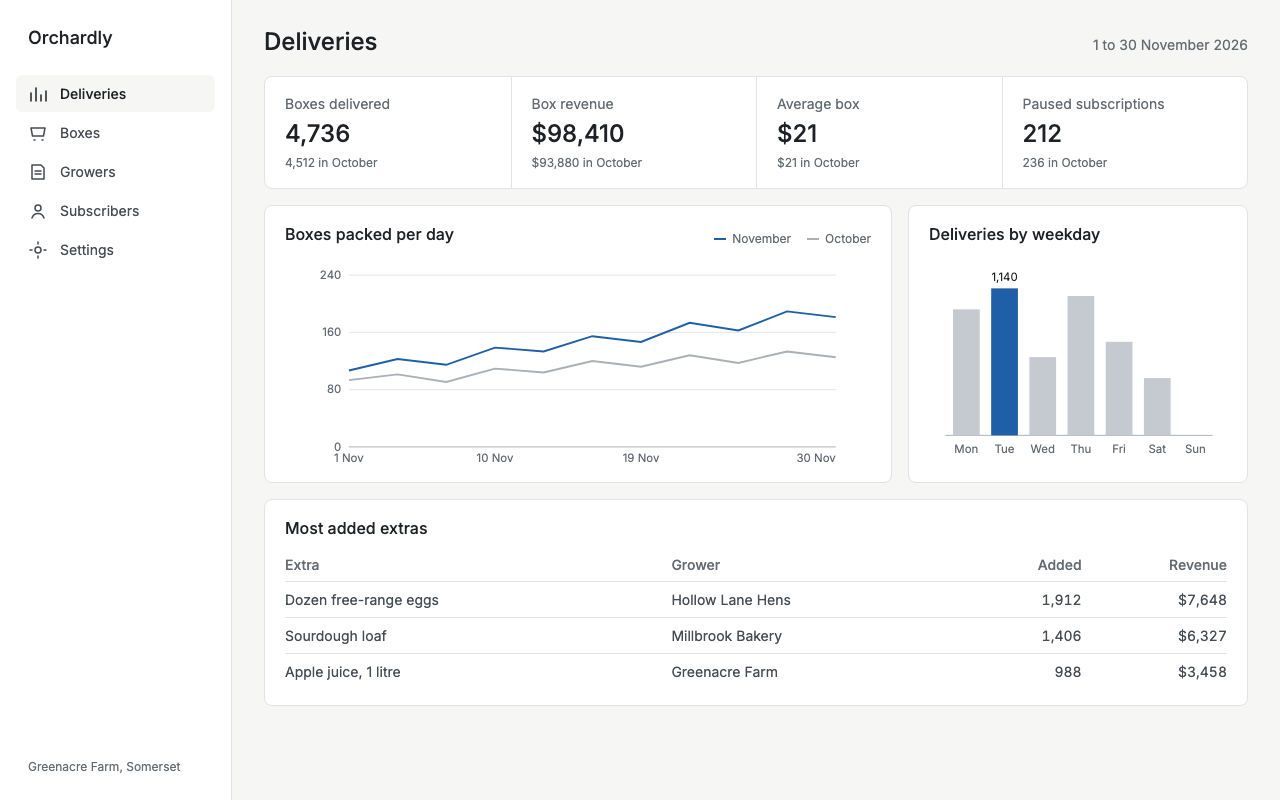 Orchardly
Deliveries
Boxes
Growers
Subscribers
Settings
Greenacre Farm, Somerset
Deliveries
1 to 30 November 2026
Boxes delivered
4,736
4,512 in October
Box revenue
$98,410
$93,880 in October
Average box
$21
$21 in October
Paused subscriptions
212
236 in October
Boxes packed per day
November
October
240
160
80
0
1 Nov
10 Nov
19 Nov
30 Nov
Deliveries by weekday
1,140
Mon Tue Wed Thu Fri Sat Sun
Most added extras
Extra Grower Added Revenue
Dozen free-range eggs Hollow Lane Hens 1,912 $7,648
Sourdough loaf Millbrook Bakery 1,406 $6,327
Apple juice, 1 litre Greenacre Farm 988 $3,458